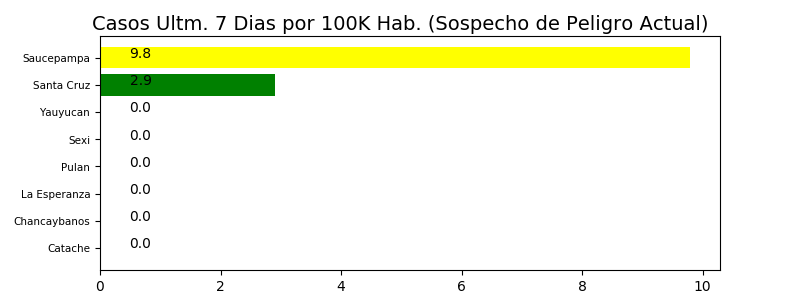 Casos Ultm. 7 Dias por 100K Hab. (Sospecho de Peligro Actual)
Saucepampa 9.8
Santa Cruz 2.9
Yauyucan 0.0
Sexi 0.0
Pulan 0.0
La Esperanza 0.0
Chancaybanos 0.0
Catache 0.0
0 2 4 6 8 10